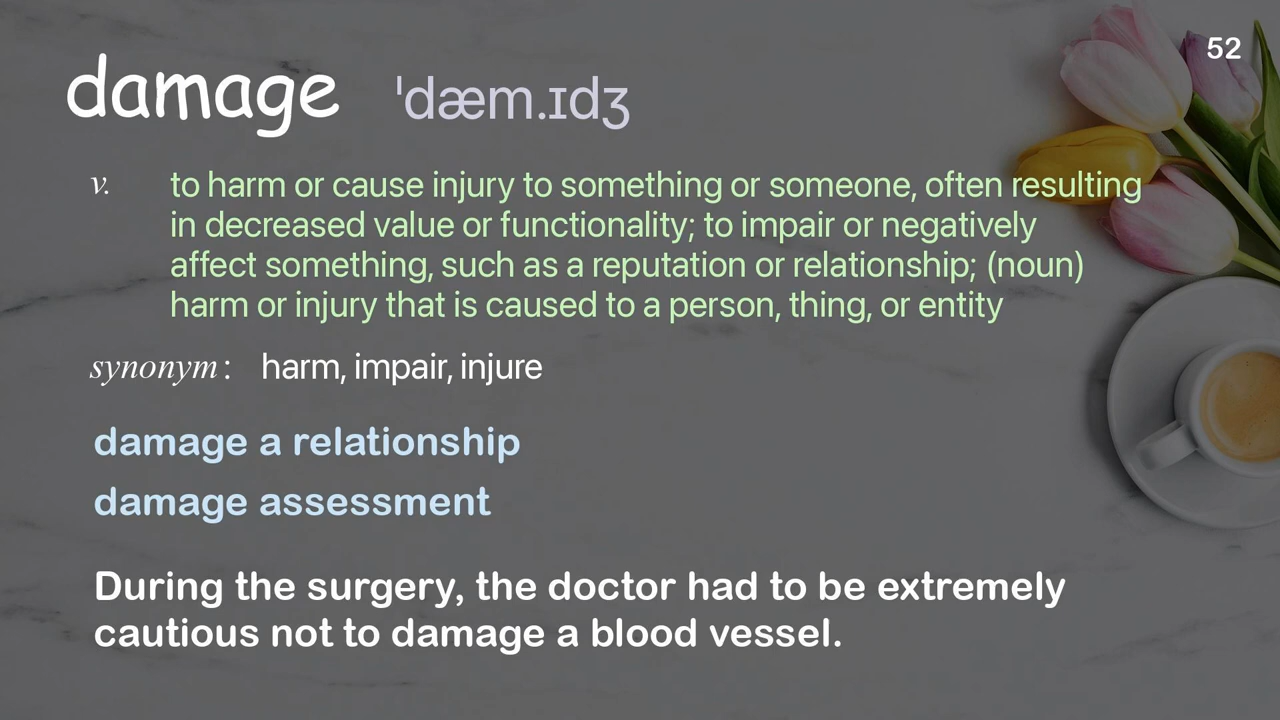 52
damage ˈdæm.ɪdʒ
v. to harm or cause injury to something or someone, often resulting
in decreased value or functionality; to impair or negatively
affect something, such as a reputation or relationship; (noun)
harm or injury that is caused to a person, thing, or entity
synonym: harm, impair, injure
damage a relationship
damage assessment
During the surgery, the doctor had to be extremely
cautious not to damage a blood vessel.